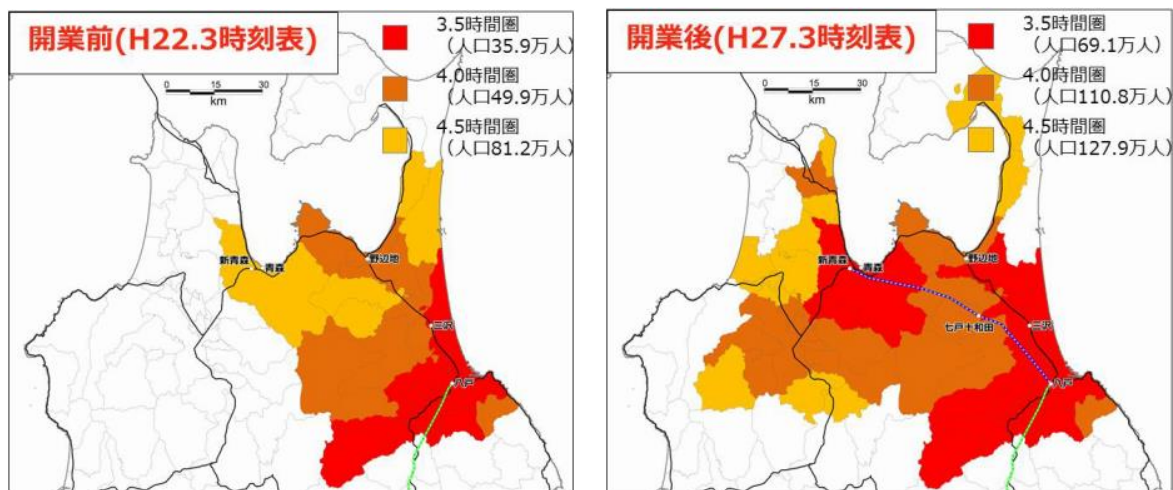 開業前(H22.3時刻表)
3.5時間圏
(人口35.9万人)
4.0時間圏
(人口49.9万人)
4.5時間圏
(人口81.2万人)
0 15 30
km
新青森
青森
野辺地
三沢
八戸
開業後(H27.3時刻表)
3.5時間圏
(人口69.1万人)
4.0時間圏
(人口110.8万人)
4.5時間圏
(人口127.9万人)
0 15 30
km
新青森
青森
野辺地
七戸十和田
三沢
八戸